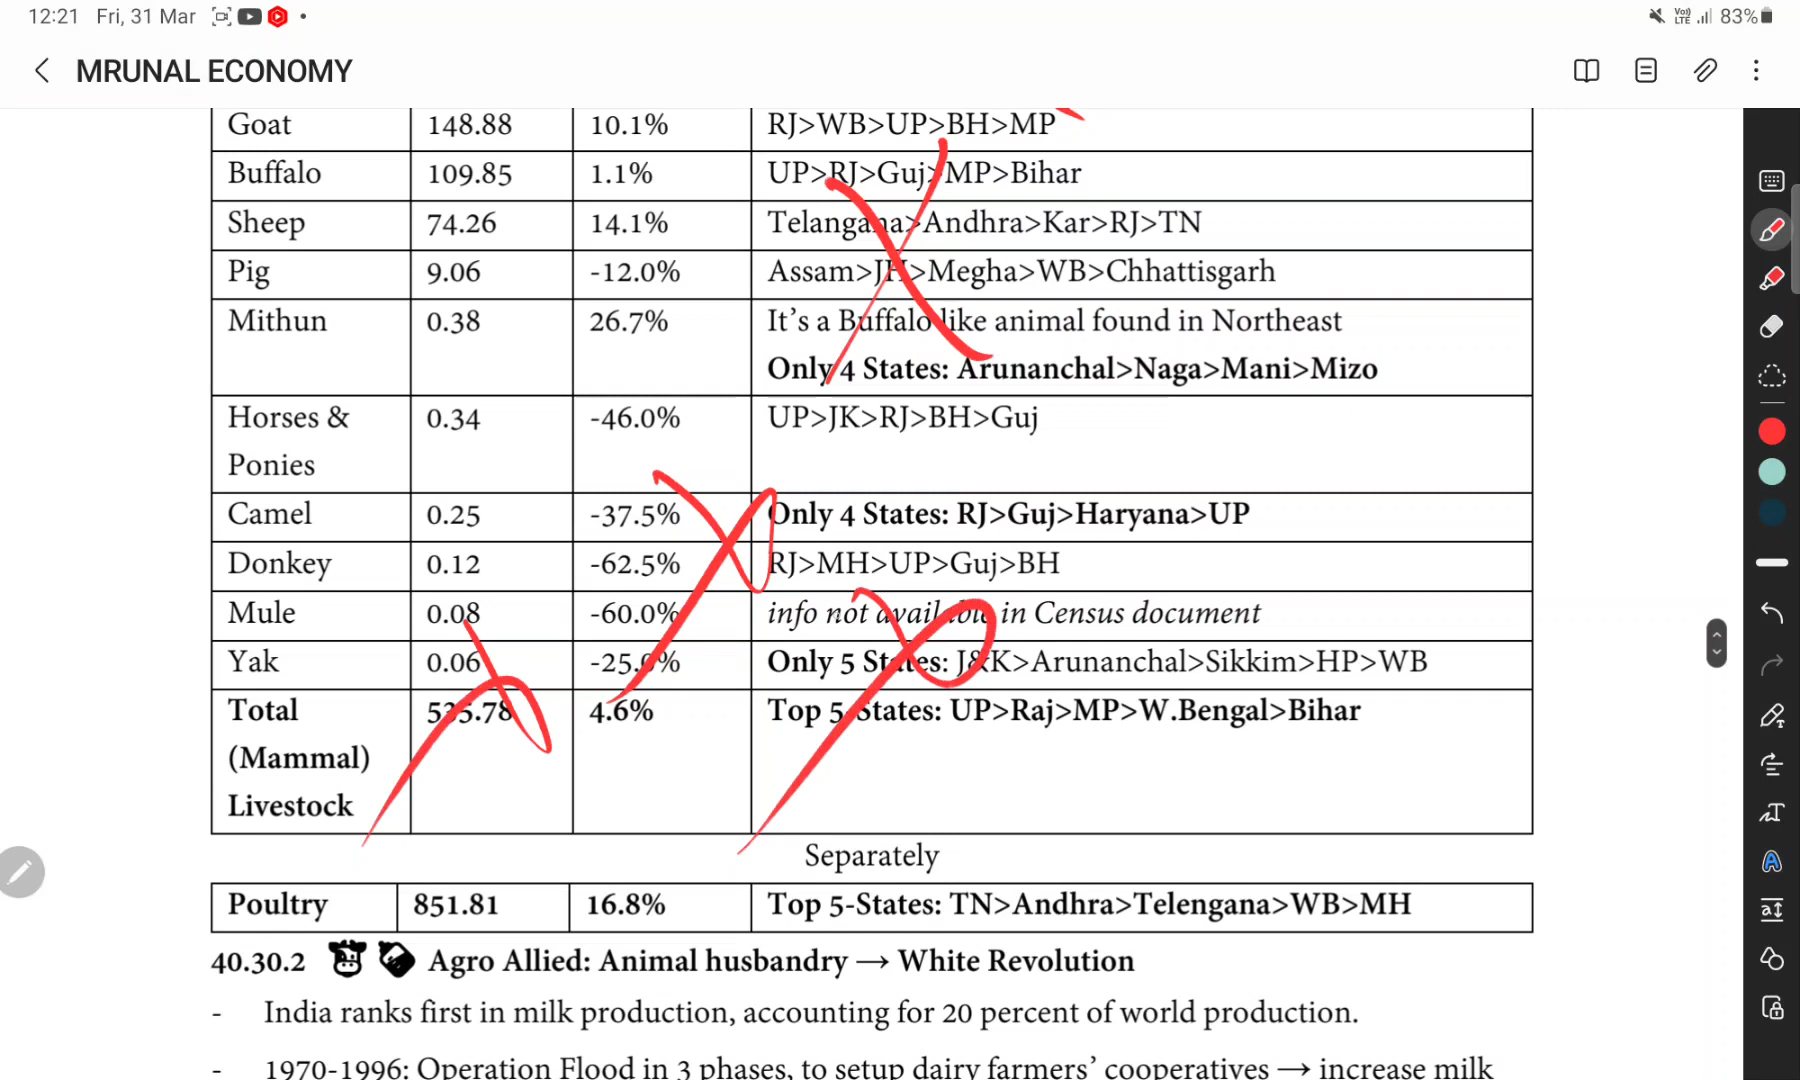 12:21 Fri, 31 Mar
Vo) LTE 83%
MRUNAL ECONOMY
Goat 148.88 10.1% RJ>WB>UP>BH>MP
Buffalo 109.85 1.1% UP>RJ>Guj>MP>Bihar
Sheep 74.26 14.1% Telangana>Andhra>Kar>RJ>TN
Pig 9.06 -12.0% Assam>JH>Megha>WB>Chhattisgarh
Mithun 0.38 26.7% It's a Buffalo like animal found in Northeast
Only 4 States: Arunanchal>Naga>Mani>Mizo
Horses & 0.34 -46.0% UP>JK>RJ>BH>Guj
Ponies
Camel 0.25 -37.5% Only 4 States: RJ>Guj>Haryana>UP
Donkey 0.12 -62.5% RJ>MH>UP>Guj>BH
Mule 0.08 -60.0% info not available in Census document
Yak 0.06 -25.0% Only 5 States: J&K>Arunanchal>Sikkim>HP>WB
Total 535.78 4.6% Top 5-States: UP>Raj>MP>W.Bengal>Bihar
(Mammal)
Livestock
Separately
Poultry 851.81 16.8% Top 5-States: TN>Andhra>Telengana>WB>MH
40.30.2 Agro Allied: Animal husbandry → White Revolution
- India ranks first in milk production, accounting for 20 percent of world production.
- 1970-1996: Operation Flood in 3 phases, to setup dairy farmers' cooperatives → increase milk